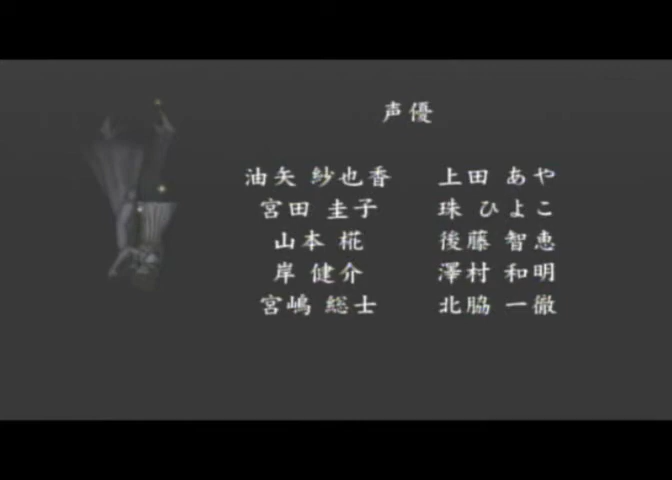 声優
油矢 紗也香 上田 あや
宮田 圭子 珠 ひよこ
山本 椛 後藤 智恵
岸 健介 澤村 和明
宮嶋 総士 北脇 一徹